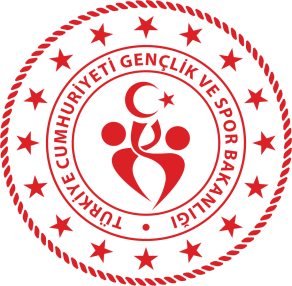 TÜRKİYE CUMHURİYETİ GENÇLİK VE SPOR BAKANLIĞI